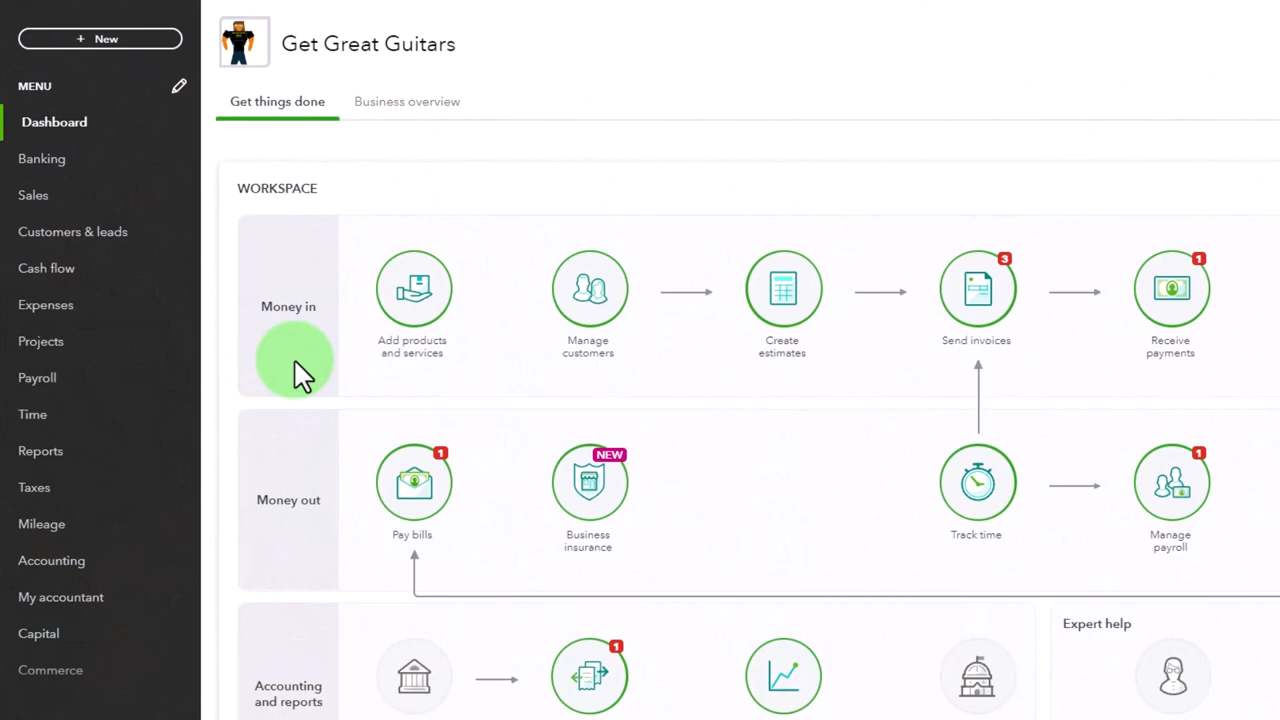 + New
MENU
Dashboard
Banking
Sales
Customers & leads
Cash flow
Expenses
Projects
Payroll
Time
Reports
Taxes
Mileage
Accounting
My accountant
Capital
Commerce
Get Great Guitars
Get things done
Business overview
WORKSPACE
Money in
Add products
and services
Manage
customers
Create
estimates
3
Send invoices
1
Receive
payments
Money out
1
Pay bills
NEW
Business
insurance
Track time
1
Manage
payroll
Accounting
and reports
1
Expert help